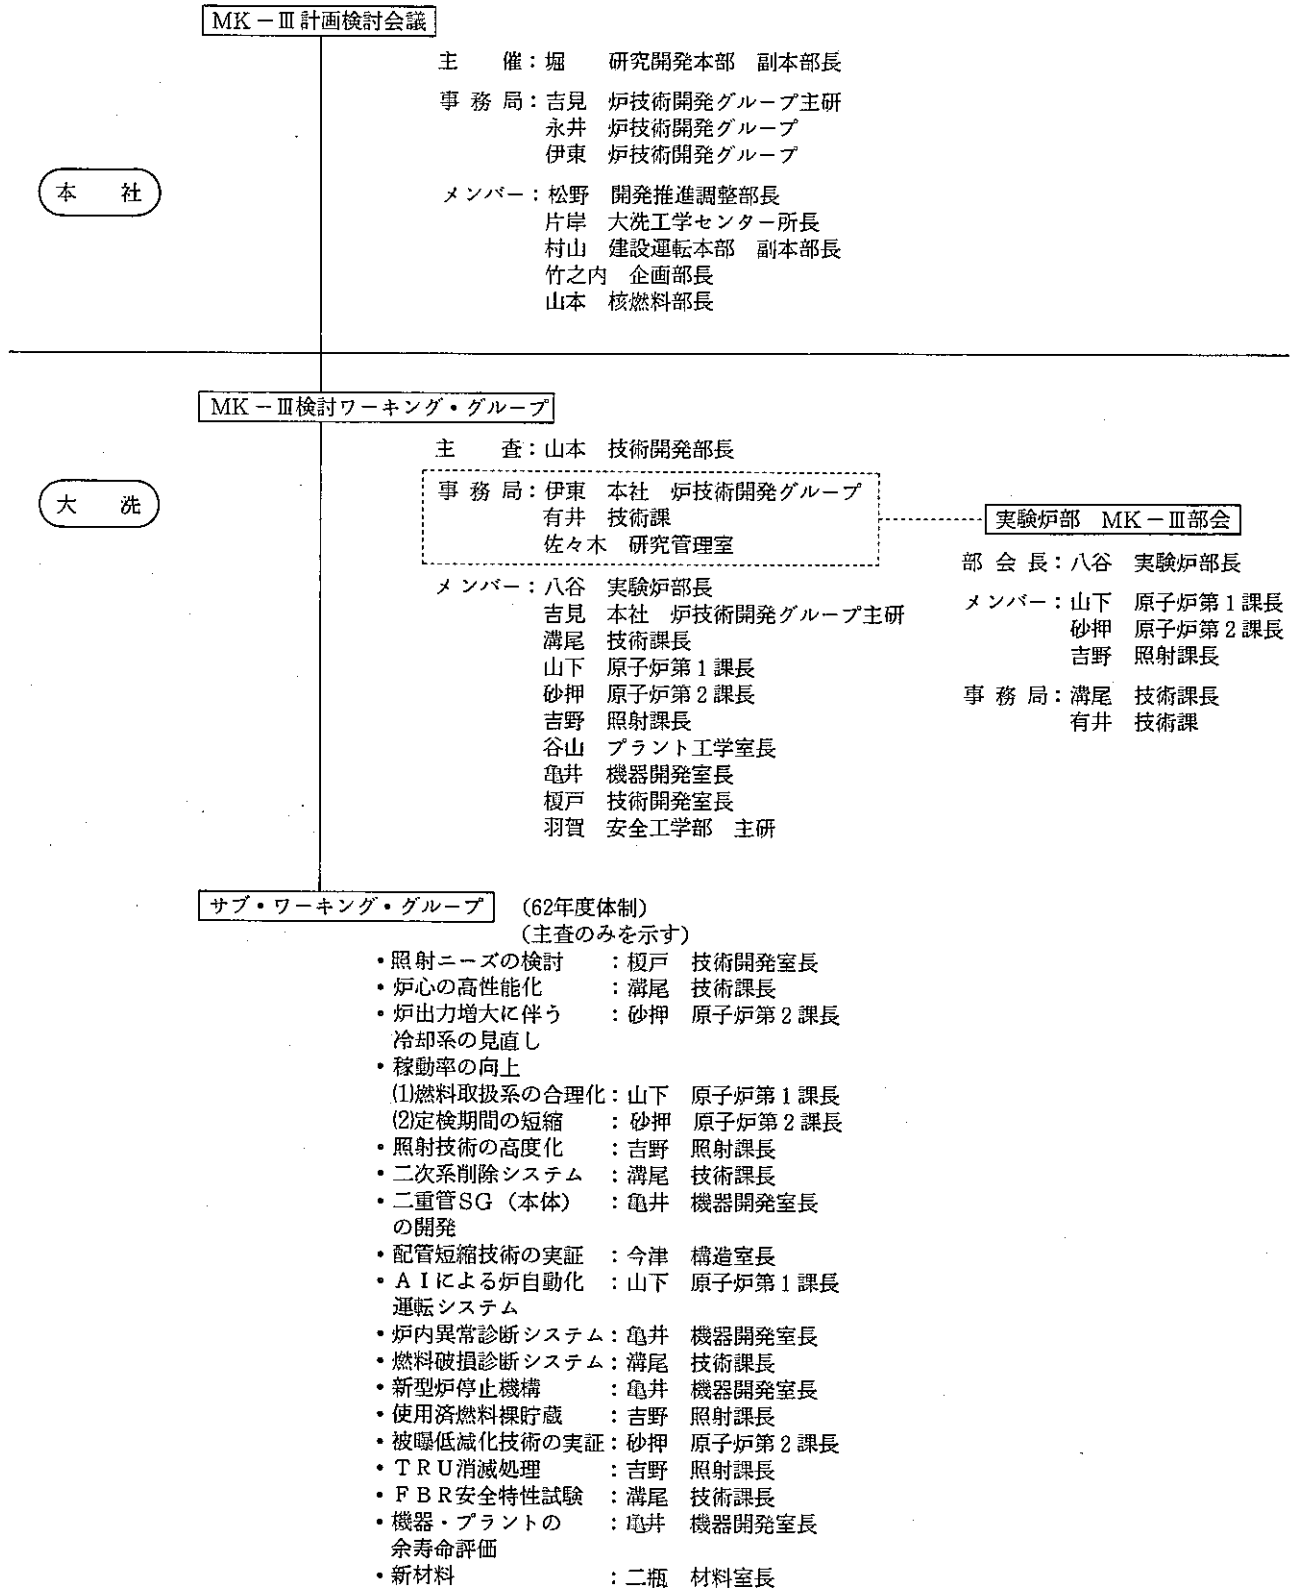 MK－Ⅲ計画検討会議
主　催：堀　研究開発本部　副本部長
事務局：吉見　炉技術開発グループ主研
永井　炉技術開発グループ
伊東　炉技術開発グループ
本　社
メンバー：松野　開発推進調整部長
片岸　大洗工学センター所長
村山　建設運転本部　副本部長
竹之内　企画部長
山本　核燃料部長
MK－Ⅲ検討ワーキング・グループ
主　査：山本　技術開発部長
大　洗
事務局：伊東　本社　炉技術開発グループ
有井　技術課
佐々木　研究管理室
メンバー：八谷　実験炉部長
吉見　本社　炉技術開発グループ主研
溝尾　技術課長
山下　原子炉第1課長
砂押　原子炉第2課長
吉野　照射課長
谷山　プラント工学室長
亀井　機器開発室長
榎戸　技術開発室長
羽賀　安全工学部　主研
実験炉部　MK－Ⅲ部会
部会長：八谷　実験炉部長
メンバー：山下　原子炉第1課長
砂押　原子炉第2課長
吉野　照射課長
事務局：溝尾　技術課長
有井　技術課
サブ・ワーキング・グループ　(62年度体制)
(主査のみを示す)
・照射ニーズの検討　：榎戸　技術開発室長
・炉心の高性能化　：溝尾　技術課長
・炉出力増大に伴う　：砂押　原子炉第2課長
冷却系の見直し
・稼動率の向上
(1)燃料取扱系の合理化：山下　原子炉第1課長
(2)定検期間の短縮　：砂押　原子炉第2課長
・照射技術の高度化　：吉野　照射課長
・二次系削除システム　：溝尾　技術課長
・二重管SG（本体）　：亀井　機器開発室長
の開発
・配管短縮技術の実証　：今津　構造室長
・AIによる炉自動化　：山下　原子炉第1課長
運転システム
・炉内異常診断システム：亀井　機器開発室長
・燃料破損診断システム：溝尾　技術課長
・新型炉停止機構　：亀井　機器開発室長
・使用済燃料裸貯蔵　：吉野　照射課長
・被曝低減化技術の実証：砂押　原子炉第2課長
・TRU消滅処理　：吉野　照射課長
・FBR安全特性試験　：溝尾　技術課長
・機器・プラントの　：亀井　機器開発室長
余寿命評価
・新材料　：二瓶　材料室長